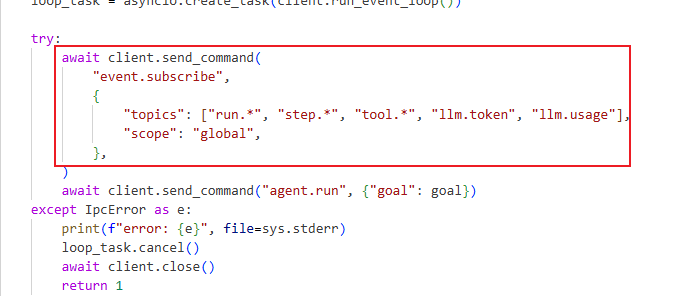 loop_task = asyncio.create_task(client.run_event_loop())
try:
await client.send_command(
"event.subscribe",
{
"topics": ["run.*", "step.*", "tool.*", "llm.token", "llm.usage"],
"scope": "global",
},
)
await client.send_command("agent.run", {"goal": goal})
except IpcError as e:
print(f"error: {e}", file=sys.stderr)
loop_task.cancel()
await client.close()
return 1